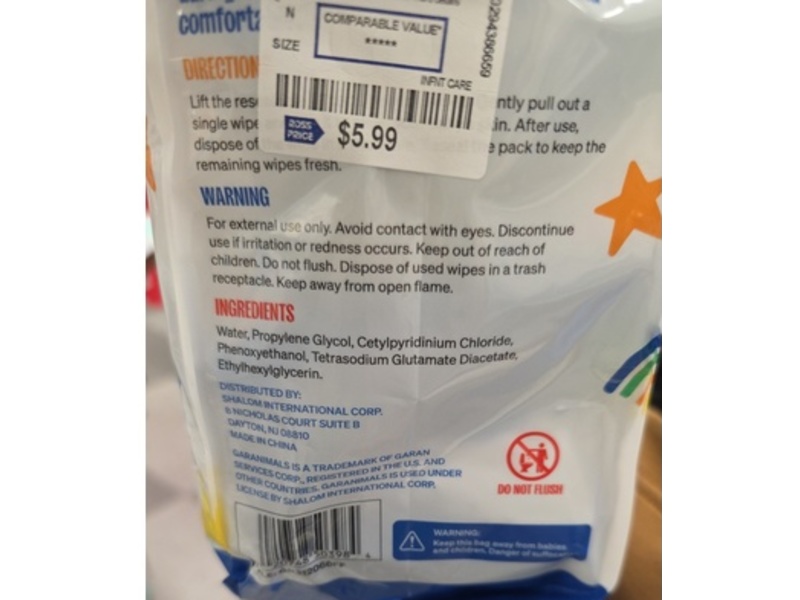 comforta
N
COMPARABLE VALUE*
*****
SIZE
0294386659
INFNT CARE
ROSS
PRICE
$5.99
DIRECTION
Lift the res ntly pull out a
single wipe in. After use,
dispose of e pack to keep the
remaining wipes fresh.
WARNING
For external use only. Avoid contact with eyes. Discontinue
use if irritation or redness occurs. Keep out of reach of
children. Do not flush. Dispose of used wipes in a trash
receptacle. Keep away from open flame.
INGREDIENTS
Water, Propylene Glycol, Cetylpyridinium Chloride,
Phenoxyethanol, Tetrasodium Glutamate Diacetate,
Ethylhexylglycerin.
DISTRIBUTED BY:
SHALOM INTERNATIONAL CORP.
8 NICHOLAS COURT SUITE B
DAYTON, NJ 08810
MADE IN CHINA
GARANIMALS IS A TRADEMARK OF GARAN
SERVICES CORP., REGISTERED IN THE U.S. AND
OTHER COUNTRIES. GARANIMALS IS USED UNDER
LICENSE BY SHALOM INTERNATIONAL CORP.
DO NOT FLUSH
WARNING:
Keep this bag away from babies
and children. Danger of suffocation.